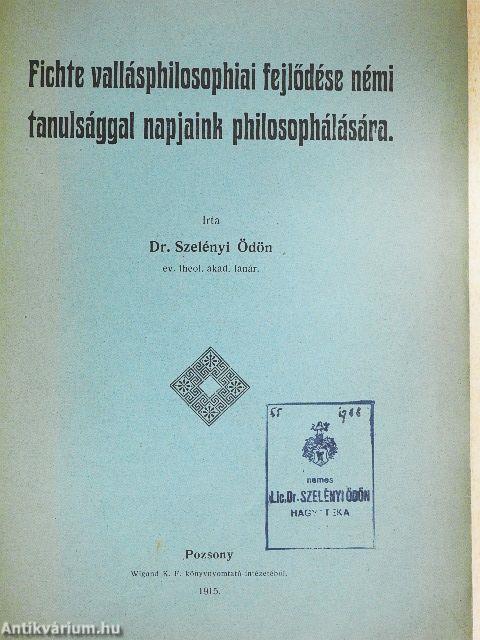 Fichte vallásphilosophiai fejlődése némi
tanulsággal napjaink philosophálására.
Irta
Dr. Szelényi Ödön
ev. theol. akad. tanár.
55
nemes
Lic.Dr. SZELÉNYI ÖDÖN
HAGYATÉKA
Pozsony
Wigand K. F. könyvnyomtató-intézetéből.
1915.
Antikvárium.hu